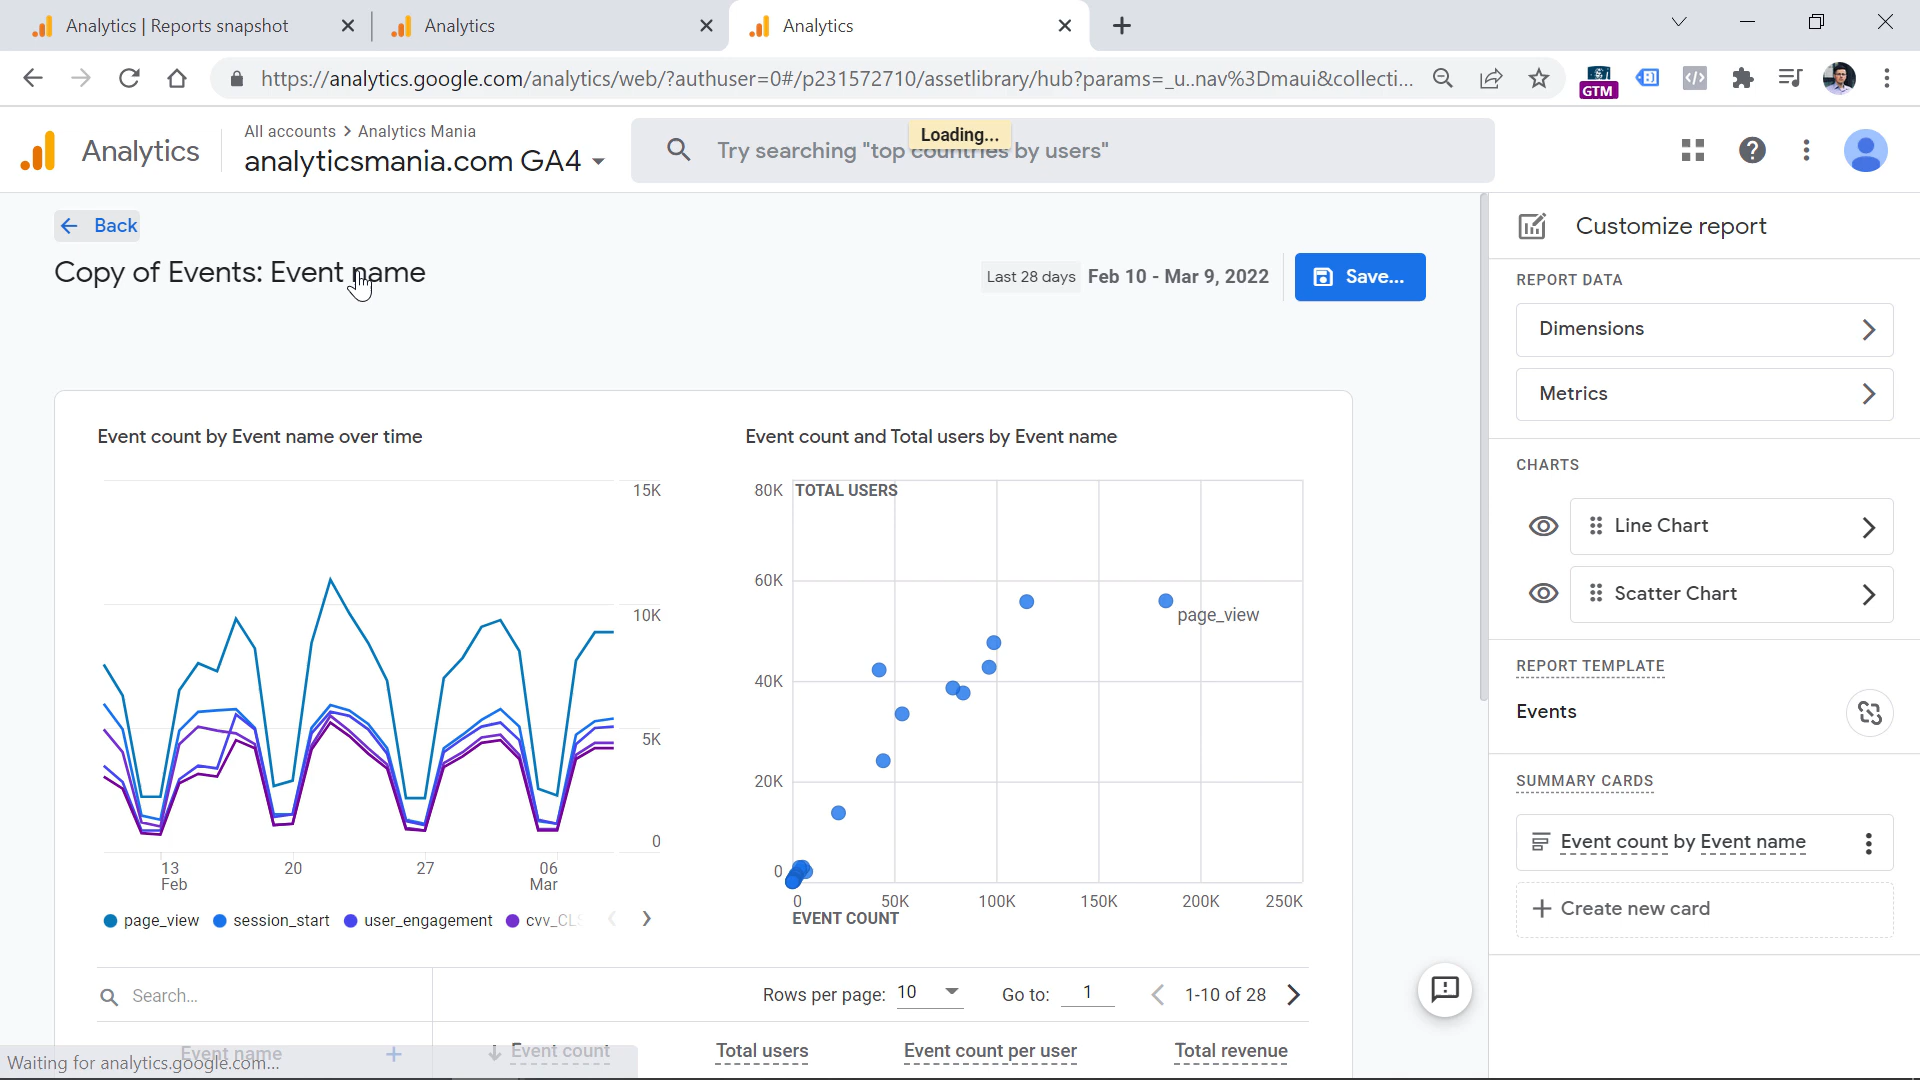 Analytics | Reports snapshot
Analytics
Analytics
https://analytics.google.com/analytics/web/?authuser=0#/p231572710/assetlibrary/hub?params=_u..nav%3Dmaui&collecti...
GTM
Analytics
All accounts > Analytics Mania
analyticsmania.com GA4
Try searching "top countries by users"
Loading...
Back
Copy of Events: Event name
Last 28 days Feb 10 - Mar 9, 2022
Save...
Customize report
REPORT DATA
Dimensions
Metrics
CHARTS
Line Chart
Scatter Chart
REPORT TEMPLATE
Events
SUMMARY CARDS
Event count by Event name
+ Create new card
Event count by Event name over time
15K
10K
5K
0
13
Feb
20
27
06
Mar
page_view session_start user_engagement cvv_CLS
Event count and Total users by Event name
80K
TOTAL USERS
60K
page_view
40K
20K
0
0
50K
100K
150K
200K
250K
EVENT COUNT
Search...
Rows per page: 10
Go to: 1
1-10 of 28
Event name +
Event count
Total users
Event count per user
Total revenue
Waiting for analytics.google.com...